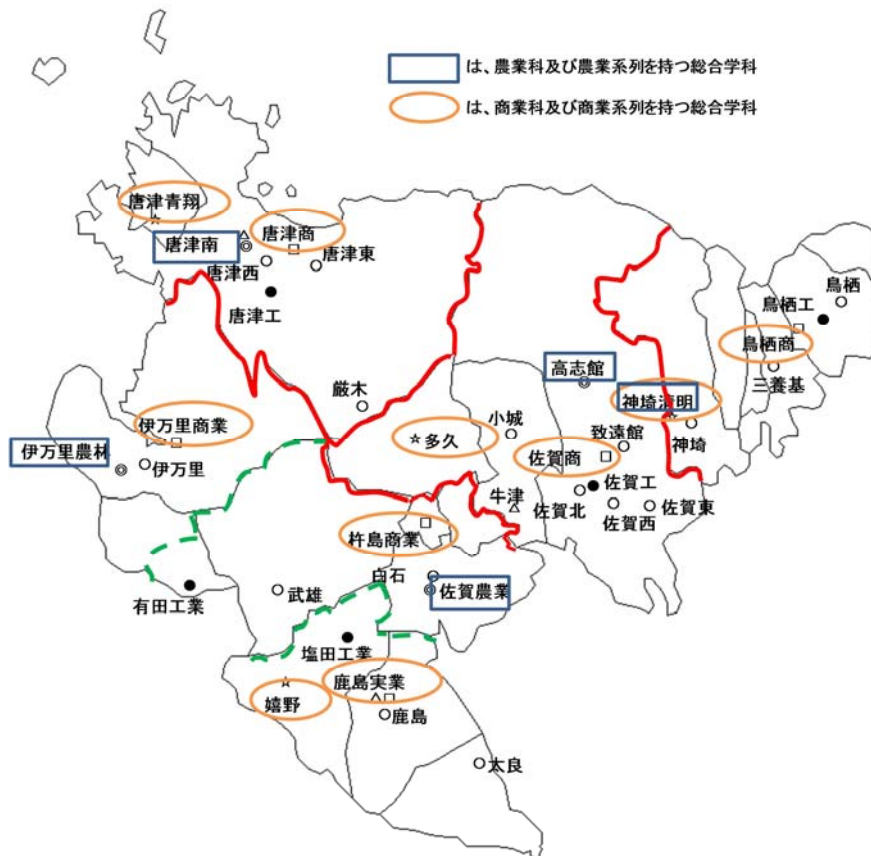 は、農業科及び農業系列を持つ総合学科
は、商業科及び商業系列を持つ総合学科
唐津青翔
唐津南
唐津商
唐津東
唐津西
唐津工
鳥栖
鳥栖工
鳥栖商
三養基
高志館
神埼清明
神埼
厳木
小城
多久
致遠館
佐賀商
伊万里商業
伊万里農林
伊万里
牛津
佐賀工
佐賀北
佐賀西
佐賀東
杵島商業
白石
佐賀農業
有田工業
武雄
塩田工業
鹿島実業
嬉野
鹿島
太良